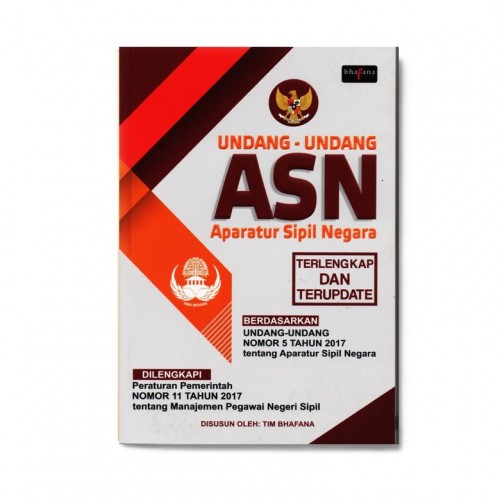 bhafana
UNDANG - UNDANG
ASN
Aparatur Sipil Negara
TERLENGKAP
DAN
TERUPDATE
BERDASARKAN
UNDANG-UNDANG
NOMOR 5 TAHUN 2017
tentang Aparatur Sipil Negara
DILENGKAPI
Peraturan Pemerintah
NOMOR 11 TAHUN 2017
tentang Manajemen Pegawai Negeri Sipil
DISUSUN OLEH: TIM BHAFANA